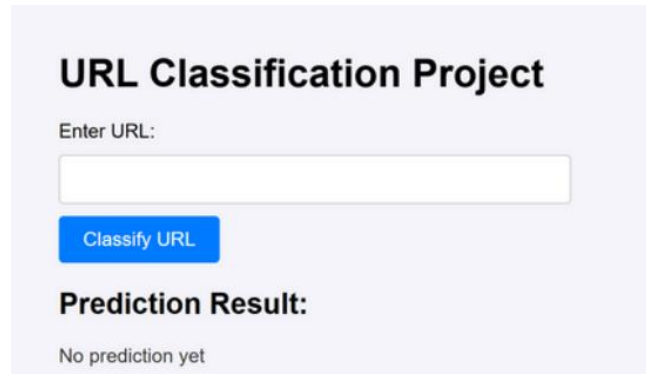 URL Classification Project
Enter URL:
Classify URL
Prediction Result:
No prediction yet